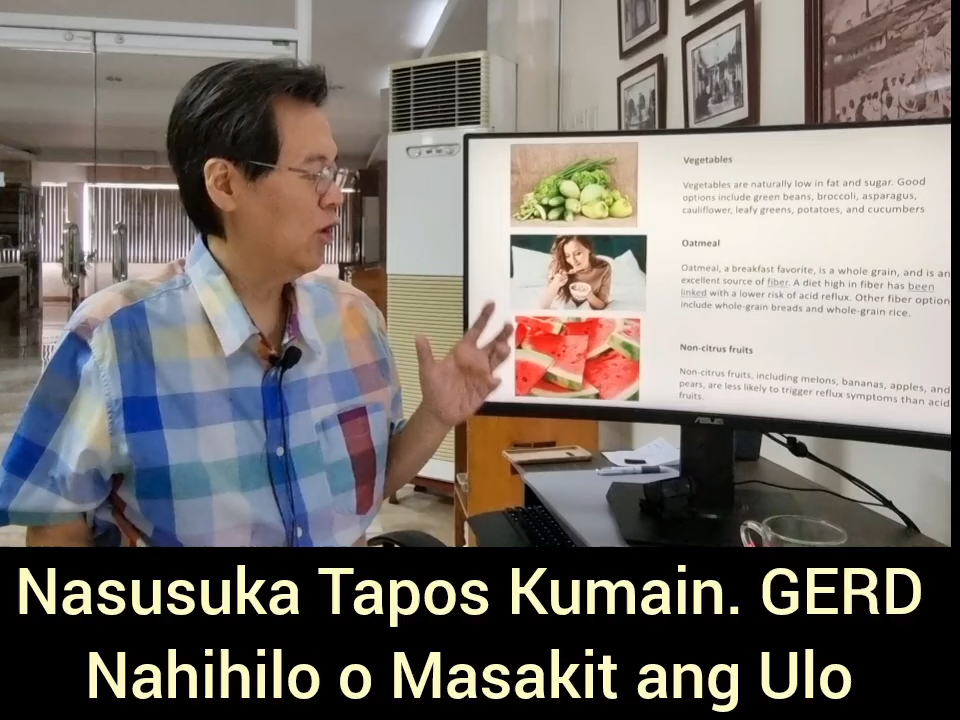 Vegetables
Vegetables are naturally low in fat and sugar. Good
options include green beans, broccoli, asparagus,
cauliflower, leafy greens, potatoes, and cucumbers
Oatmeal
Oatmeal, a breakfast favorite, is a whole grain, and is an
excellent source of fiber. A diet high in fiber has been
linked with a lower risk of acid reflux. Other fiber option
include whole-grain breads and whole-grain rice.
Non-citrus fruits
Non-citrus fruits, including melons, bananas, apples, and
pears, are less likely to trigger reflux symptoms than acid
fruits.
ASUS
Nasusuka Tapos Kumain. GERD
Nahihilo o Masakit ang Ulo